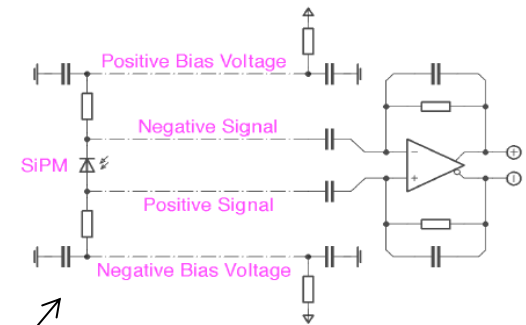 Positive Bias Voltage
Negative Signal
SiPM
Positive Signal
Negative Bias Voltage